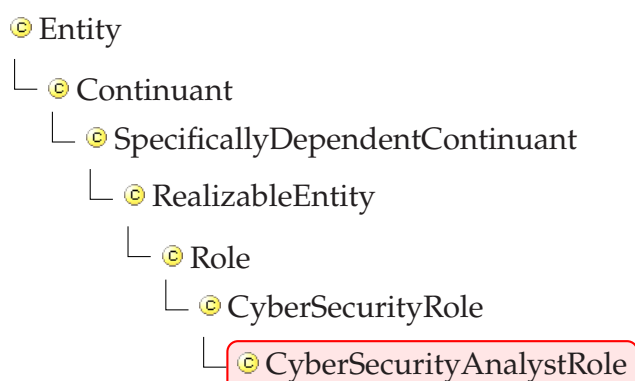 Entity
Continuant
SpecificallyDependentContinuant
RealizableEntity
Role
CyberSecurityRole
CyberSecurityAnalystRole